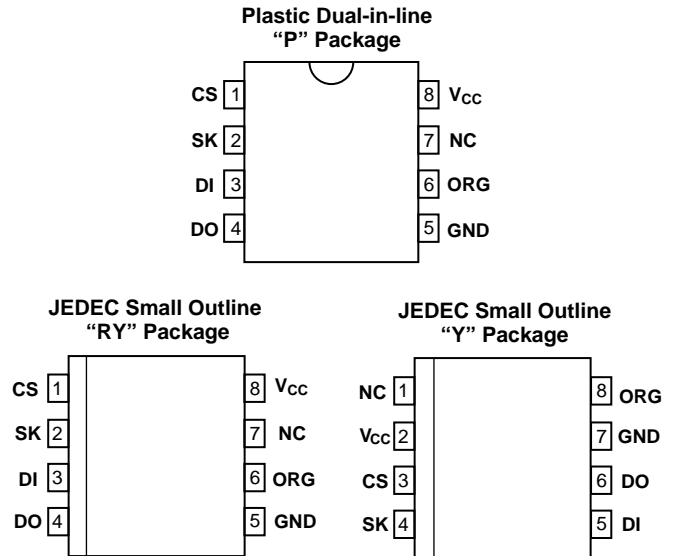 Plastic Dual-in-line
“P” Package
CS 1 8 VCC
SK 2 7 NC
DI 3 6 ORG
DO 4 5 GND
JEDEC Small Outline
“RY” Package
CS 1 8 VCC
SK 2 7 NC
DI 3 6 ORG
DO 4 5 GND
JEDEC Small Outline
“Y” Package
NC 1 8 ORG
VCC 2 7 GND
CS 3 6 DO
SK 4 5 DI